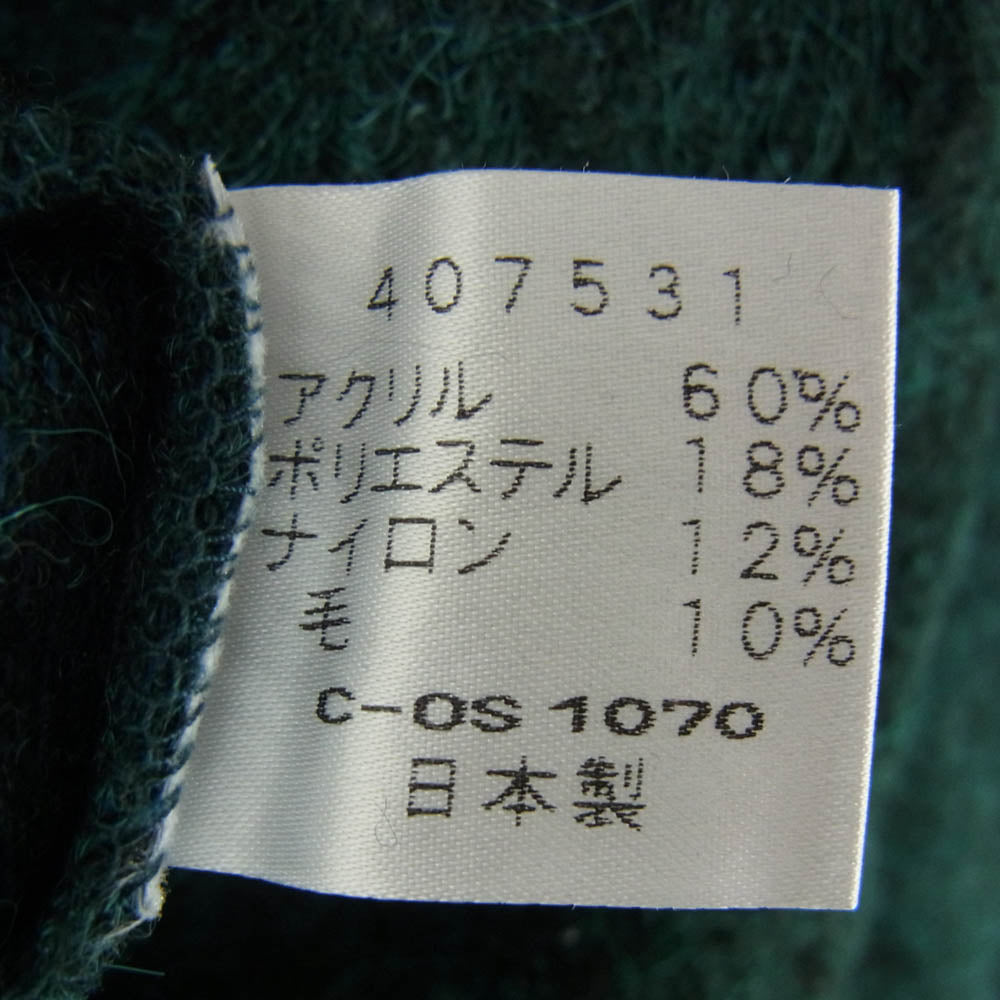 407531
アクリル 60%
ポリエステル 18%
ナイロン 12%
毛 10%
C-OS 1070
日本製